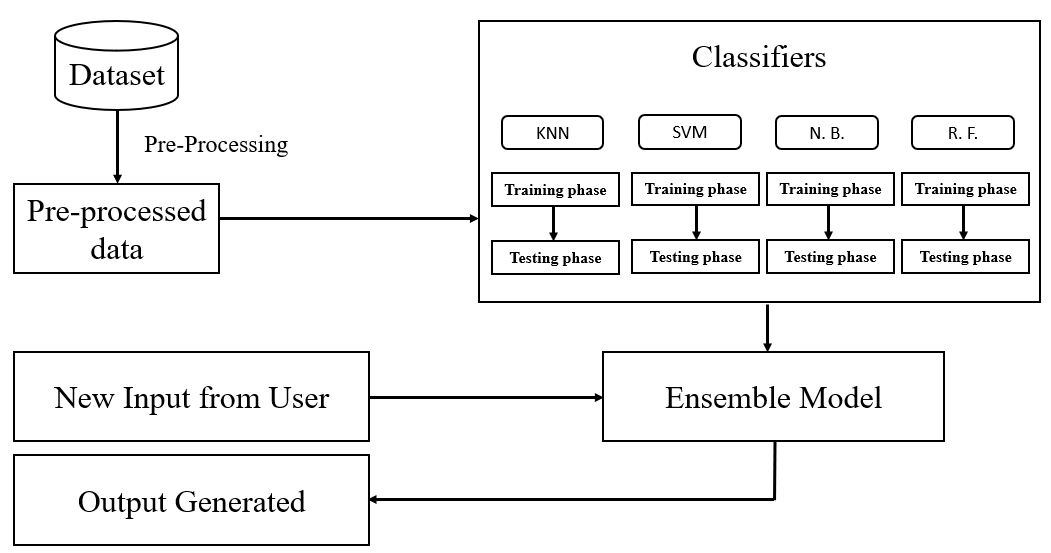 Dataset
Classifiers
Pre-Processing
KNN
SVM
N. B.
R. F.
Training phase
Training phase
Training phase
Training phase
Pre-processed
data
Testing phase
Testing phase
Testing phase
Testing phase
New Input from User
Ensemble Model
Output Generated